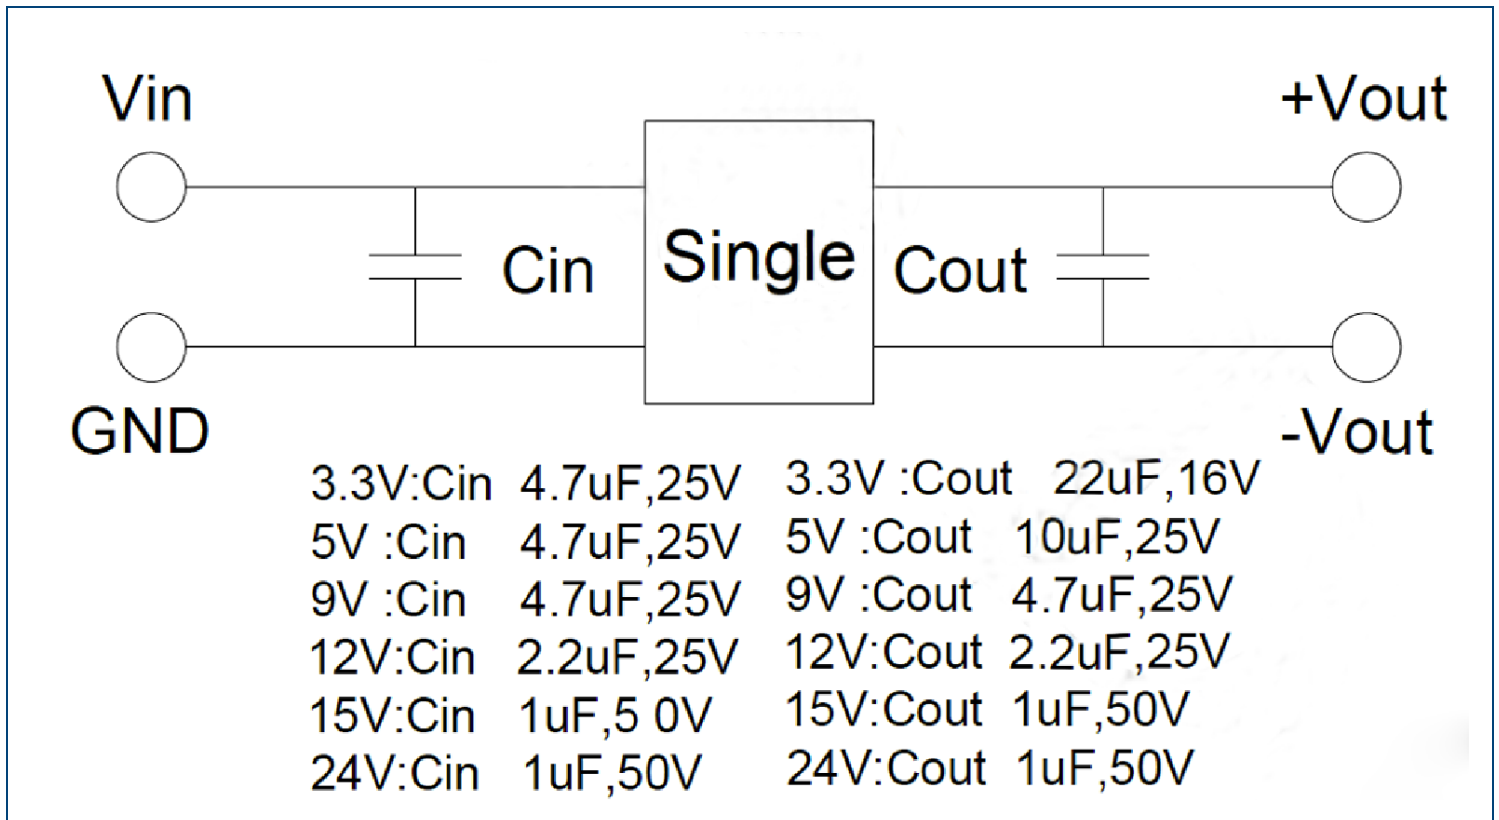 Vin
+Vout
Cin
Single
Cout
GND
-Vout
3.3V:Cin 4.7uF,25V
5V :Cin 4.7uF,25V
9V :Cin 4.7uF,25V
12V:Cin 2.2uF,25V
15V:Cin 1uF,5 0V
24V:Cin 1uF,50V
3.3V :Cout 22uF,16V
5V :Cout 10uF,25V
9V :Cout 4.7uF,25V
12V:Cout 2.2uF,25V
15V:Cout 1uF,50V
24V:Cout 1uF,50V